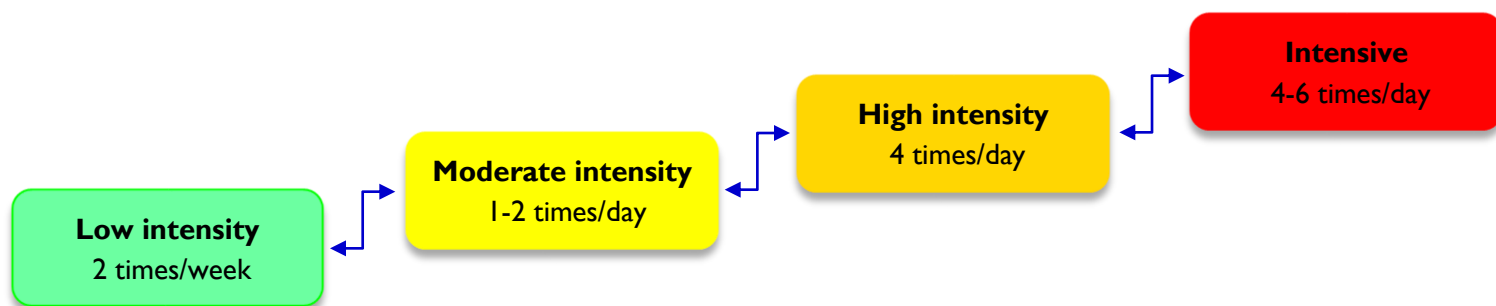 Low intensity
2 times/week
Moderate intensity
1-2 times/day
High intensity
4 times/day
Intensive
4-6 times/day